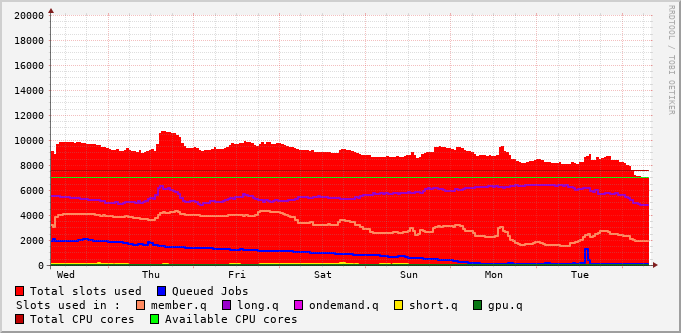 20000
18000
16000
14000
12000
10000
8000
6000
4000
2000
0
Wed Thu Fri Sat Sun Mon Tue
RRDTOOL / TOBI OETIKER
Total slots used Queued Jobs
Slots used in : member.q long.q ondemand.q short.q gpu.q
Total CPU cores Available CPU cores